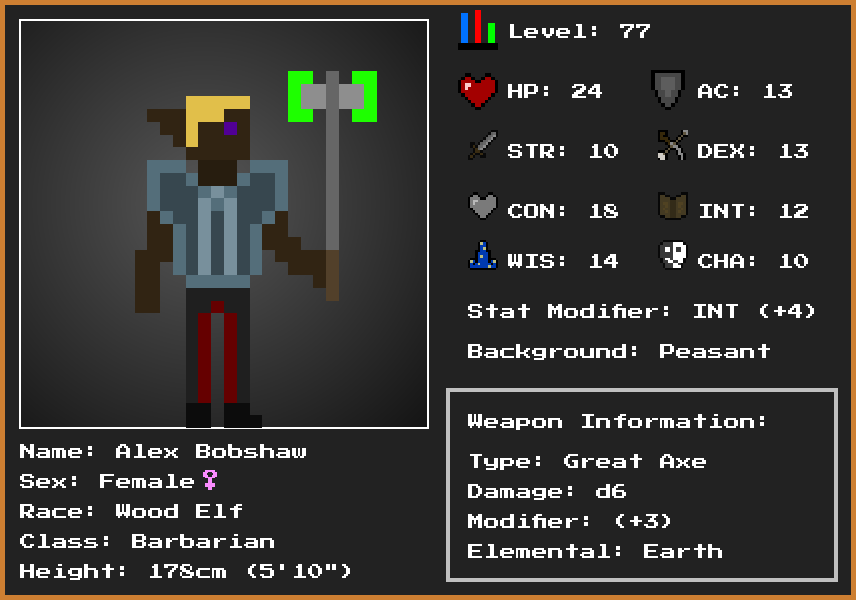 Level: 77
HP: 24 AC: 13
STR: 10 DEX: 13
CON: 18 INT: 12
WIS: 14 CHA: 10
Stat Modifier: INT (+4)
Background: Peasant
Weapon Information:
Type: Great Axe
Damage: d6
Modifier: (+3)
Elemental: Earth
Name: Alex Bobshaw
Sex: Female♀
Race: Wood Elf
Class: Barbarian
Height: 178cm (5'10")